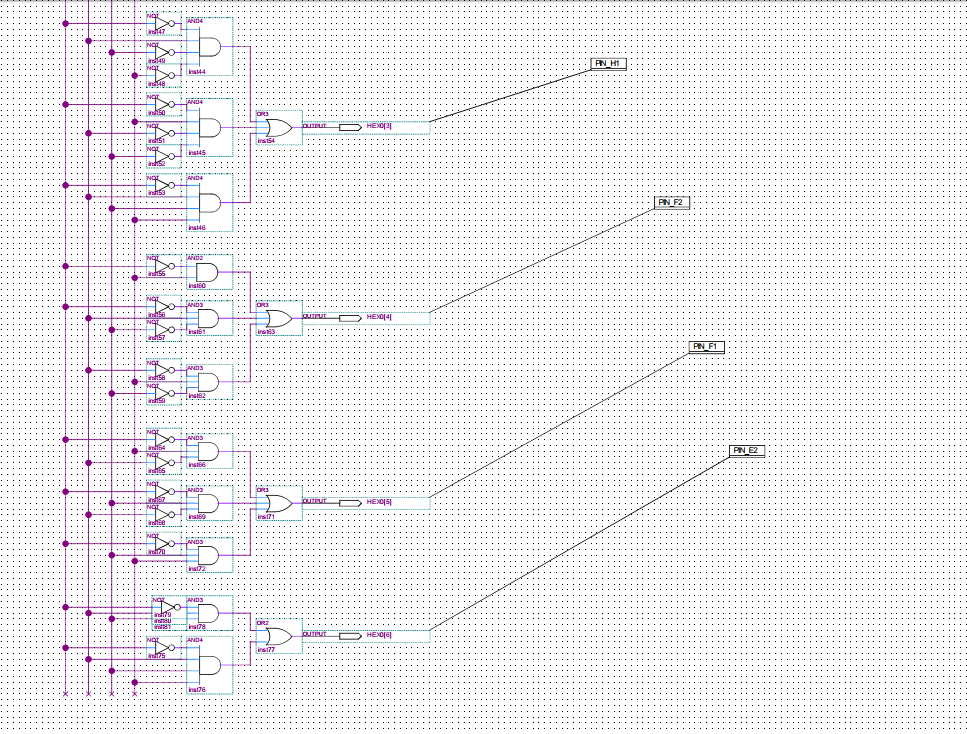 NOT
AND4
inst47
NOT
inst49
NOT
inst44
inst48
PIN_H1
NOT
AND4
inst50
OR3
NOT
OUTPUT
HEX0[3]
inst51
inst54
NOT
inst45
inst52
NOT
AND4
inst53
PIN_F2
inst46
NOT
AND2
inst55
inst60
NOT
AND3
OR3
inst56
OUTPUT
HEX0[4]
NOT
inst61
inst63
inst57
PIN_F1
NOT
AND3
inst58
NOT
inst62
inst59
NOT
AND3
inst64
PIN_E2
NOT
inst66
inst65
NOT
AND3
OR3
inst67
OUTPUT
HEX0[5]
NOT
inst69
inst71
inst68
NOT
AND3
inst70
inst72
NOT
AND3
inst79
inst80
inst81
inst78
OR2
OUTPUT
HEX0[6]
NOT
AND4
inst77
inst75
inst76